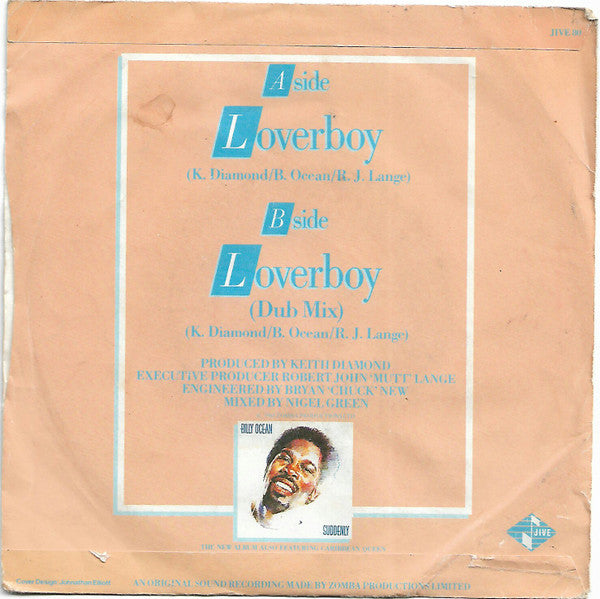 JIVE 80
A side
Loverboy
(K. Diamond/B. Ocean/R. J. Lange)
B side
Loverboy
(Dub Mix)
(K. Diamond/B. Ocean/R. J. Lange)
PRODUCED BY KEITH DIAMOND
EXECUTIVE PRODUCER ROBERT JOHN 'MUTT' LANGE
ENGINEERED BY BRYAN 'CHUCK' NEW
MIXED BY NIGEL GREEN
BILLY OCEAN
SUDDENLY
JIVE
THE NEW ALBUM ALSO FEATURING CARIBBEAN QUEEN
Cover Design: Johnathan Elliott
AN ORIGINAL SOUND RECORDING MADE BY ZOMBA PRODUCTIONS LIMITED